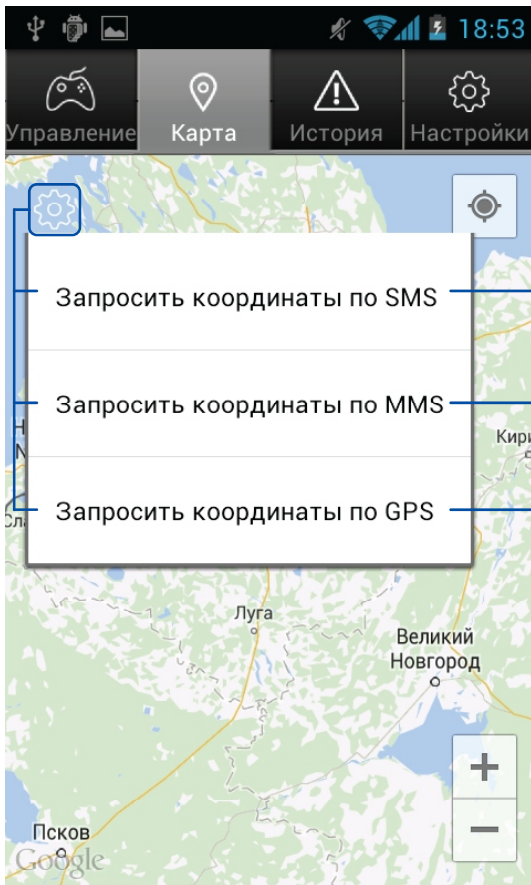 18:53
Управление Карта История Настройки
Запросить координаты по SMS
Запросить координаты по MMS
Кири
Запросить координаты по GPS
Сла
Луга
Великий
Новгород
Псков
Google